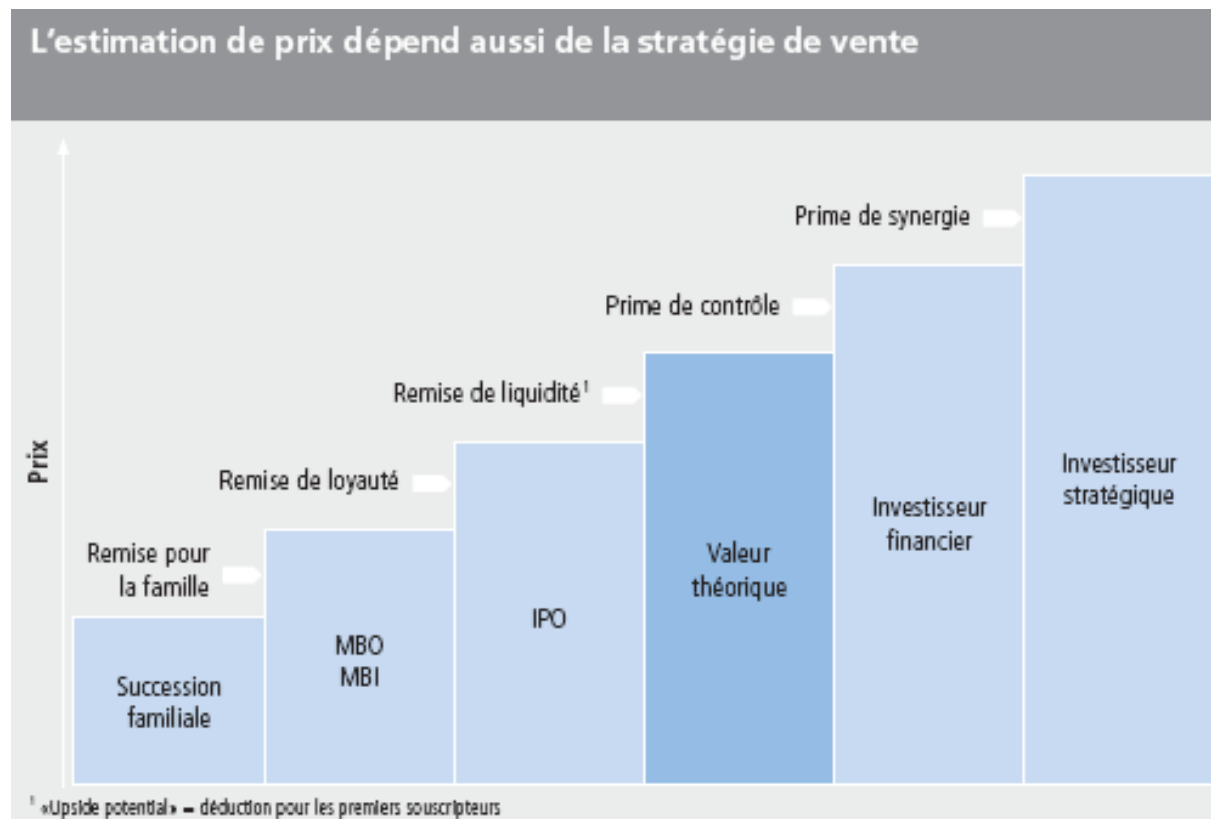 L'estimation de prix dépend aussi de la stratégie de vente
Prime de synergie
Prime de contrôle
Remise de liquidité¹
Remise de loyauté
Remise pour
la famille
Prix
Succession
familiale
MBO
MBI
IPO
Valeur
théorique
Investisseur
financier
Investisseur
stratégique
¹ «Upside potential» = déduction pour les premiers souscripteurs